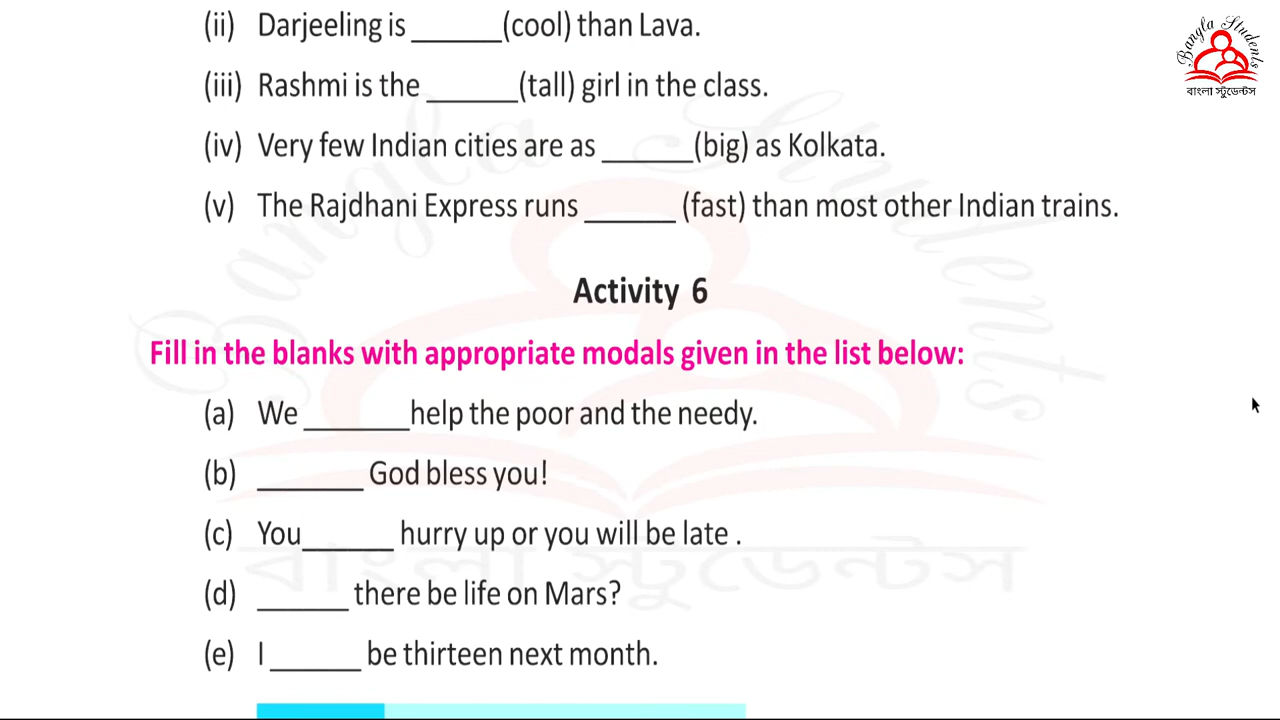 (ii) Darjeeling is ______(cool) than Lava.
(iii) Rashmi is the ______(tall) girl in the class.
(iv) Very few Indian cities are as ______(big) as Kolkata.
(v) The Rajdhani Express runs ______ (fast) than most other Indian trains.
Activity 6
Fill in the blanks with appropriate modals given in the list below:
(a) We _______help the poor and the needy.
(b) _______ God bless you!
(c) You______ hurry up or you will be late .
(d) ______ there be life on Mars?
(e) I ______ be thirteen next month.
Bangla Students
বাংলা স্টুডেন্টস
Bangla Students
বাংলা স্টুডেন্টস